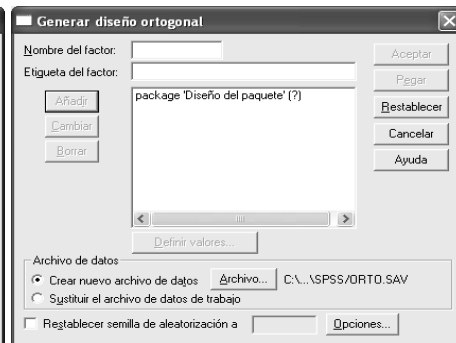 Generar diseño ortogonal
Nombre del factor:
Etiqueta del factor:
Añadir
Cambiar
Borrar
package 'Diseño del paquete' (?)
Definir valores...
Aceptar
Pegar
Restablecer
Cancelar
Ayuda
Archivo de datos
Crear nuevo archivo de datos Archivo... C:\...\SPSS/ORTO.SAV
Sustituir el archivo de datos de trabajo
Restablecer semilla de aleatorización a Opciones...